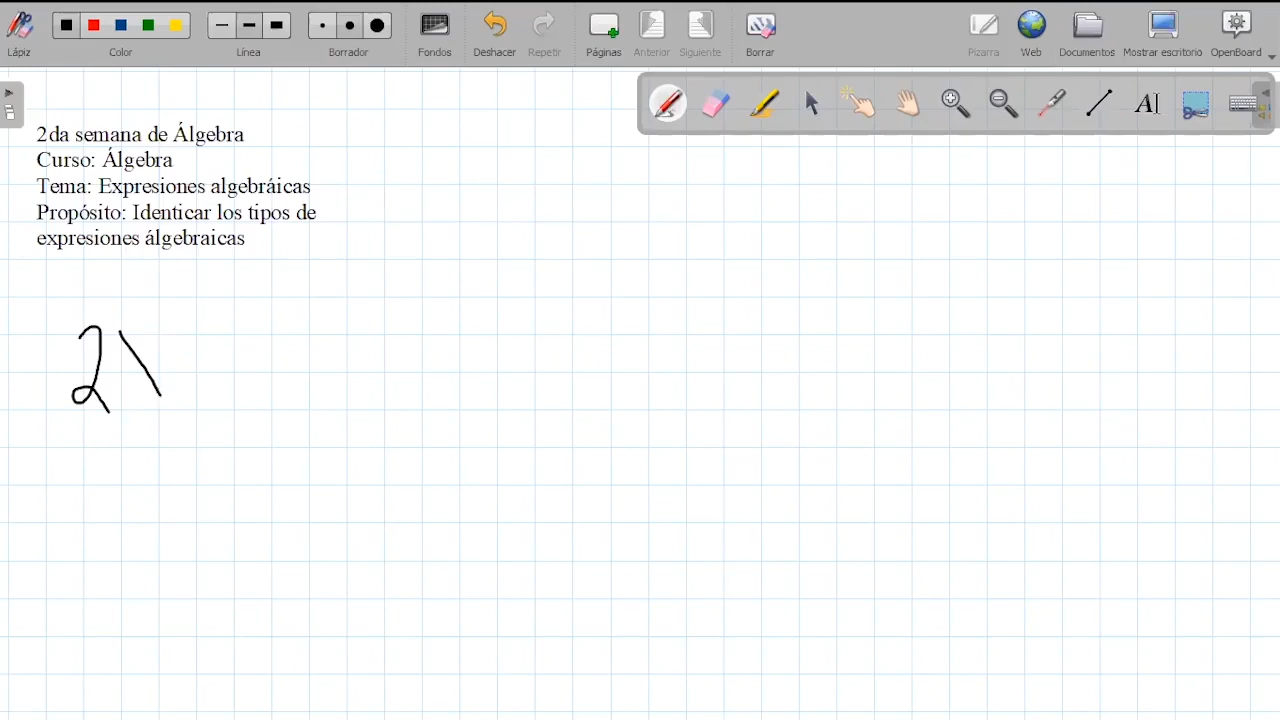 Lápiz Color Línea Borrador Fondos Deshacer Repetir Páginas Anterior Siguiente Borrar Pizarra Web Documentos Mostrar escritorio OpenBoard
2da semana de Álgebra
Curso: Álgebra
Tema: Expresiones algebráicas
Propósito: Identicar los tipos de
expresiones álgebraicas
2\